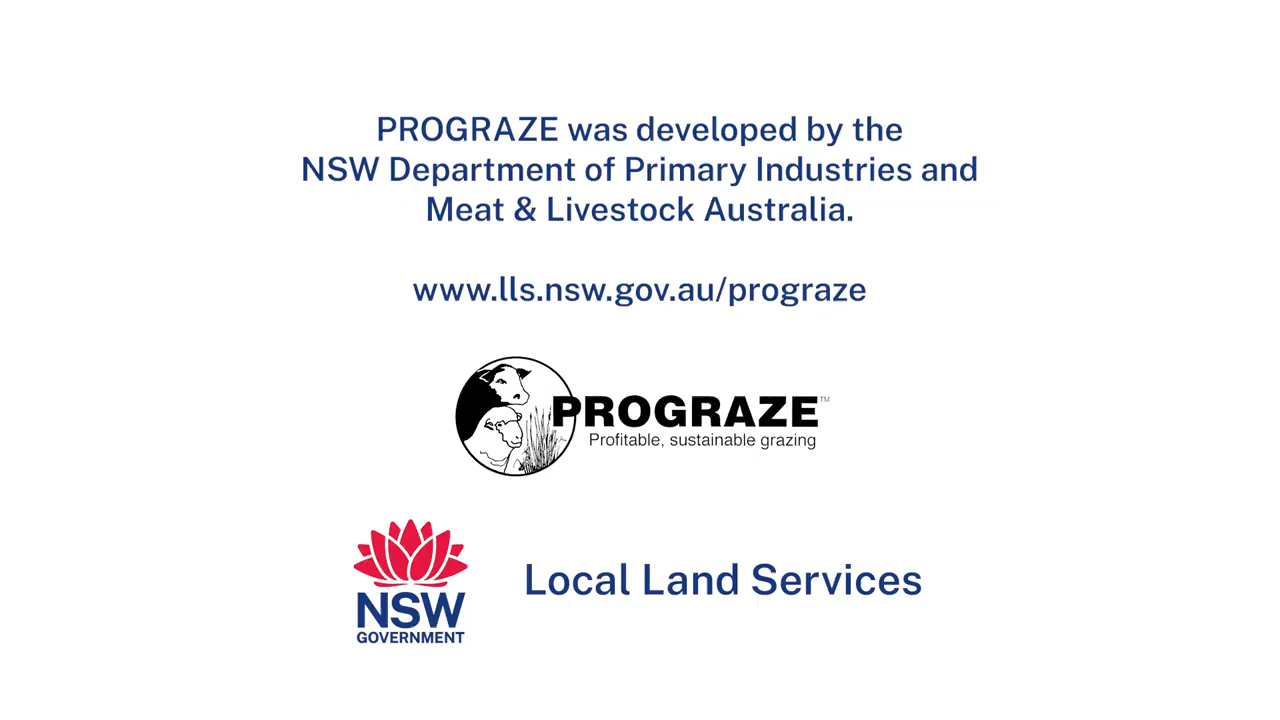 PROGRAZE was developed by the
NSW Department of Primary Industries and
Meat & Livestock Australia.
www.lls.nsw.gov.au/prograze
PROGRAZE™
Profitable, sustainable grazing
NSW
GOVERNMENT
Local Land Services